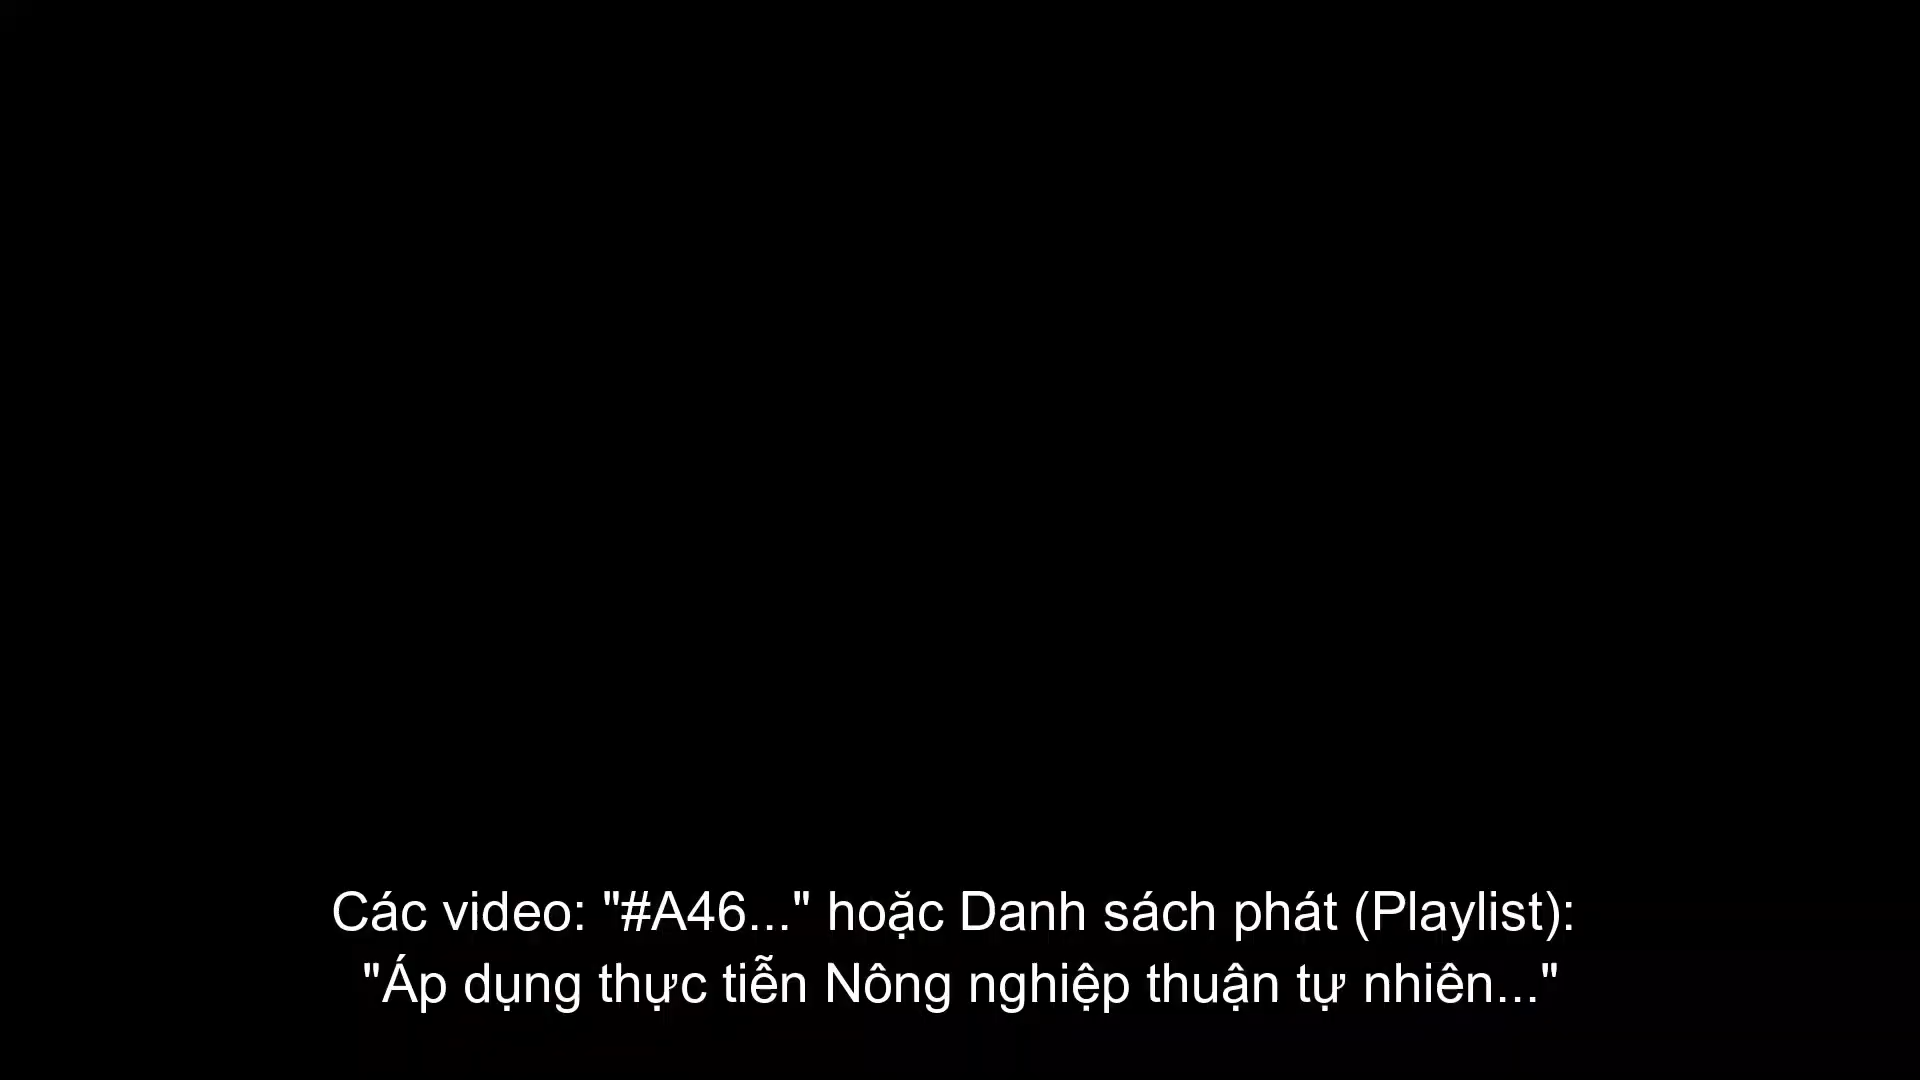 Các video: "#A46..." hoặc Danh sách phát (Playlist):
"Áp dụng thực tiễn Nông nghiệp thuận tự nhiên..."